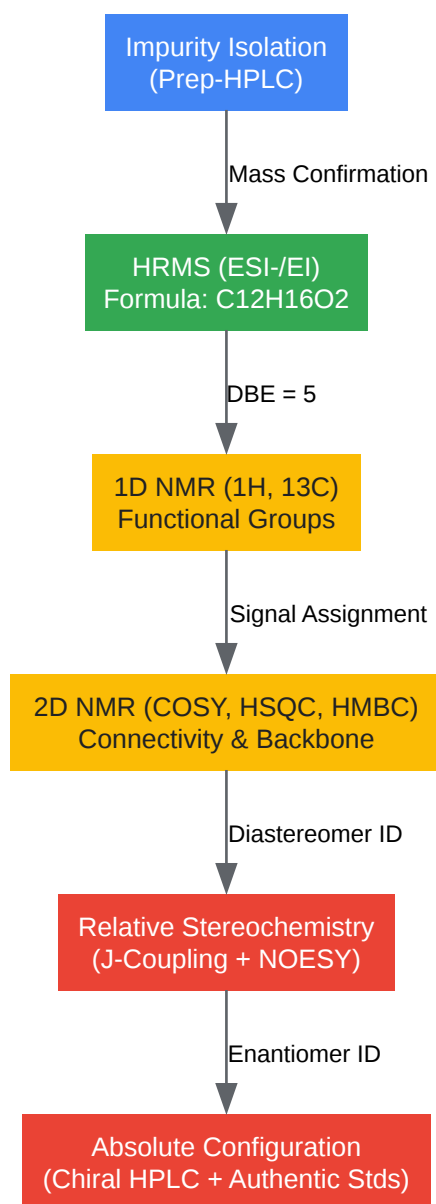 Impurity Isolation
(Prep-HPLC)
Mass Confirmation
HRMS (ESI-/EI)
Formula: C12H16O2
DBE = 5
1D NMR (1H, 13C)
Functional Groups
Signal Assignment
2D NMR (COSY, HSQC, HMBC)
Connectivity & Backbone
Diastereomer ID
Relative Stereochemistry
(J-Coupling + NOESY)
Enantiomer ID
Absolute Configuration
(Chiral HPLC + Authentic Stds)